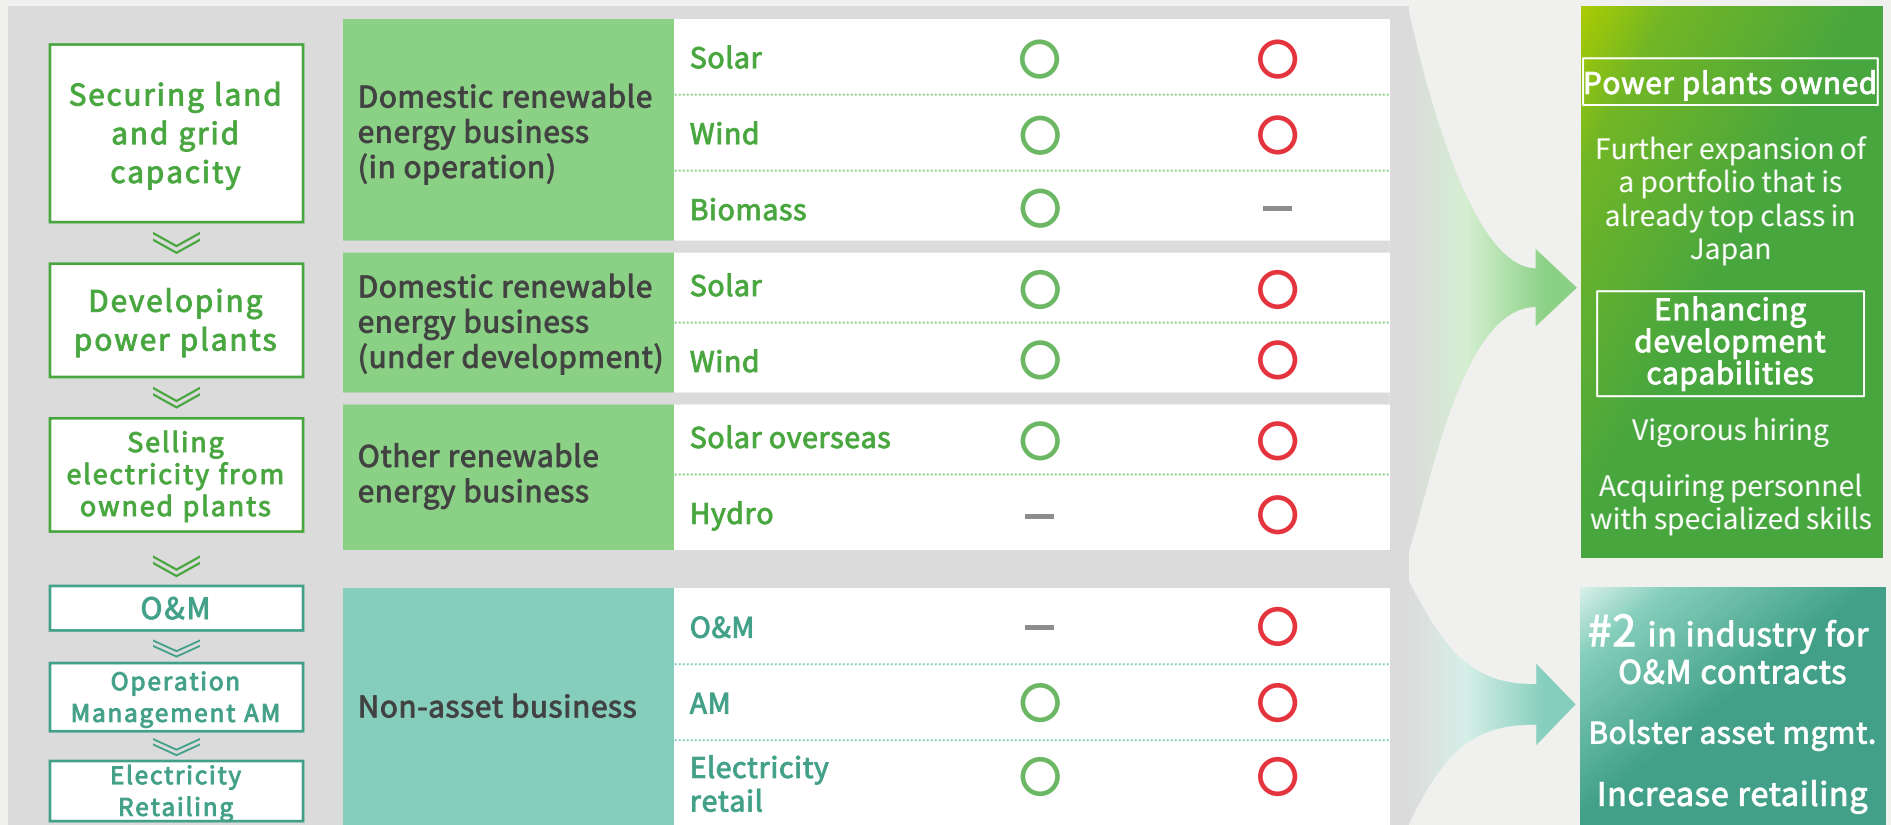 Securing land
and grid
capacity
Developing
power plants
Selling
electricity from
owned plants
O&M
Operation
Management AM
Electricity
Retailing
Domestic renewable
energy business
(in operation)
Solar
Wind
Biomass
—
Domestic renewable
energy business
(under development)
Solar
Wind
Other renewable
energy business
Solar overseas
Hydro
—
Non-asset business
O&M
—
AM
Electricity
retail
Power plants owned
Further expansion of
a portfolio that is
already top class in
Japan
Enhancing
development
capabilities
Vigorous hiring
Acquiring personnel
with specialized skills
#2 in industry for
O&M contracts
Bolster asset mgmt.
Increase retailing